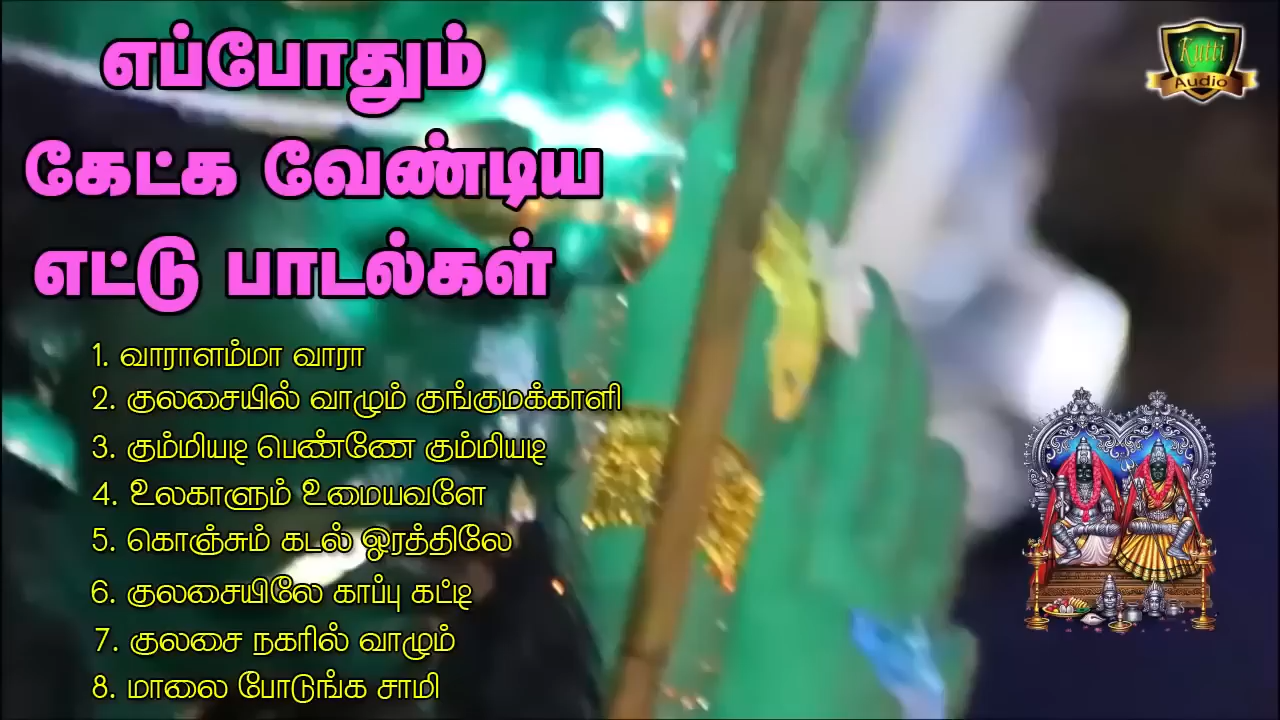 எப்போதும்
கேட்க வேண்டிய
எட்டு பாடல்கள்
Kutti
Audio
1. வாராளம்மா வாரா
2. குலசையில் வாழும் குங்குமக்காளி
3. கும்மியடி பெண்ணே கும்மியடி
4. உலகாளும் உமையவளே
5. கொஞ்சும் கடல் ஓரத்திலே
6. குலசையிலே காப்பு கட்டி
7. குலசை நகரில் வாழும்
8. மாலை போடுங்க சாமி